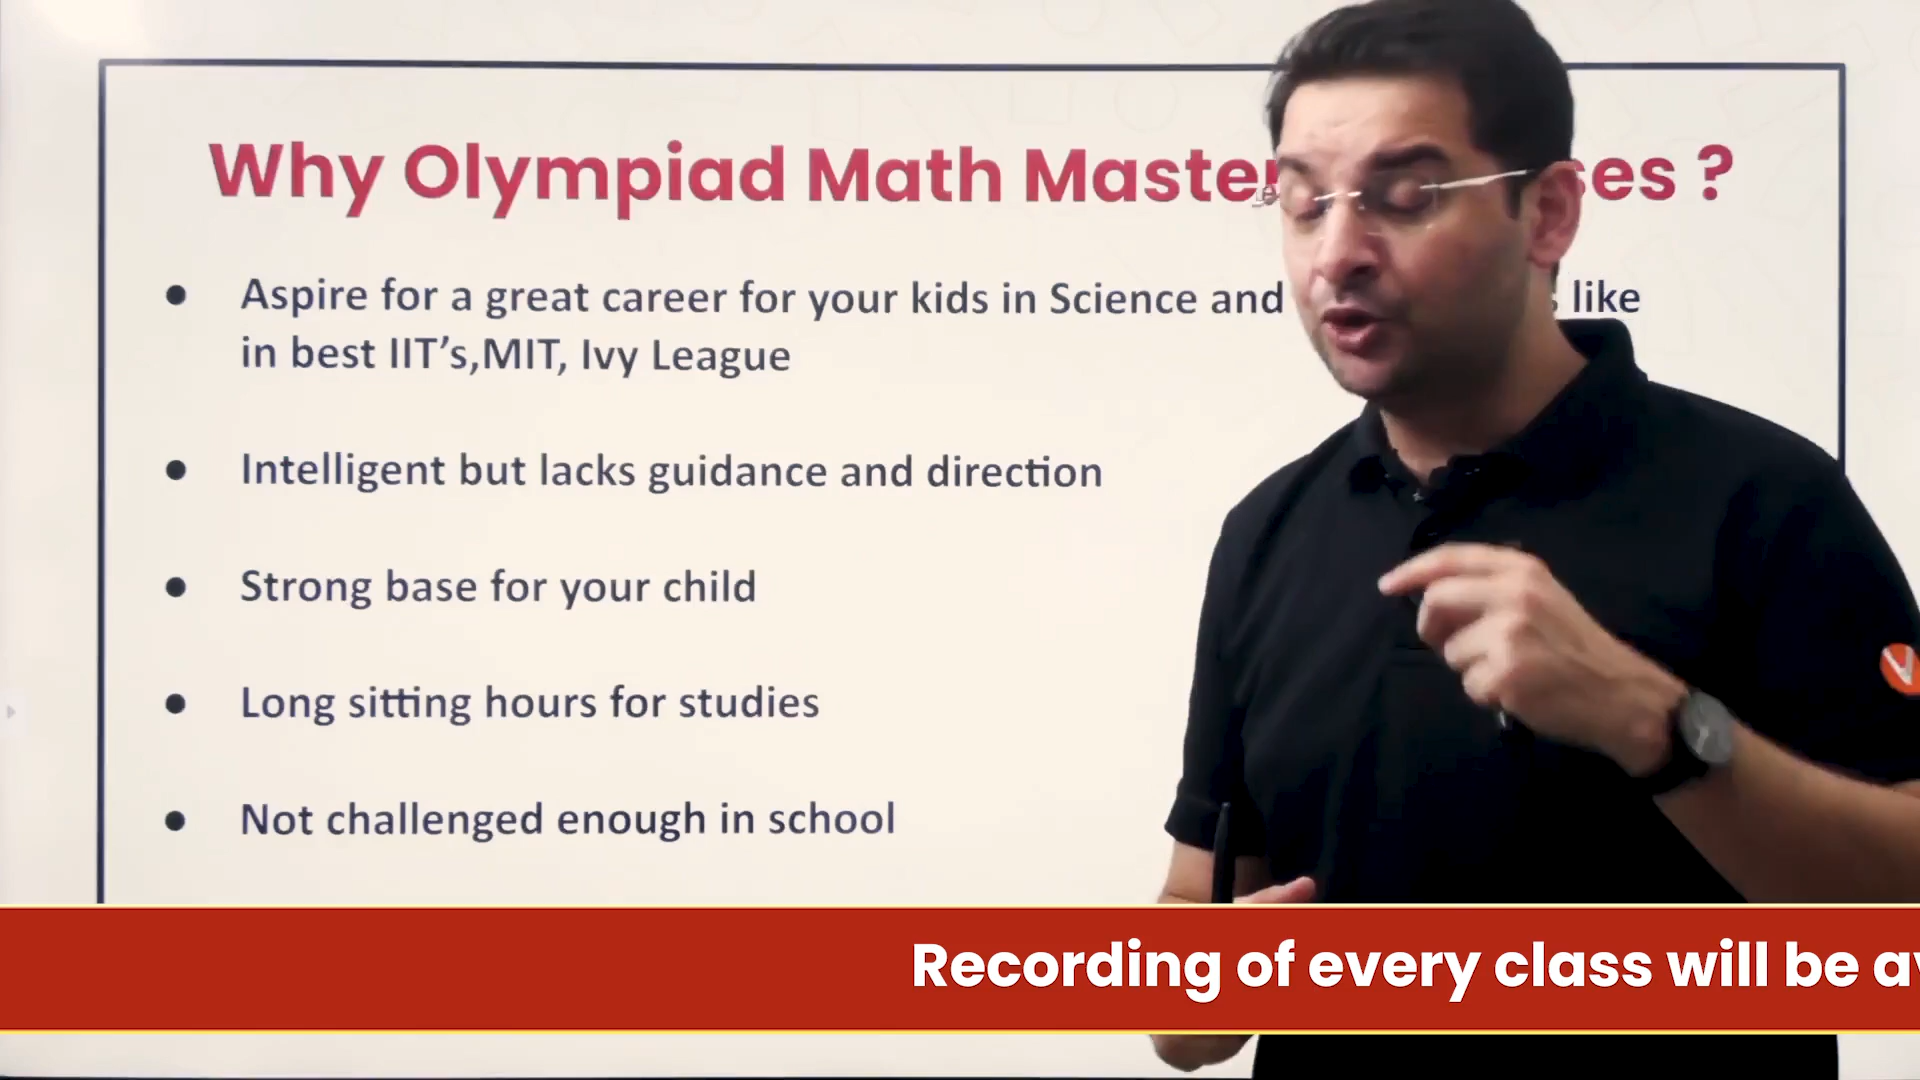 Why Olympiad Math Master ses ?
● Aspire for a great career for your kids in Science and like
in best IIT’s,MIT, Ivy League
● Intelligent but lacks guidance and direction
● Strong base for your child
● Long sitting hours for studies
● Not challenged enough in school
V
Recording of every class will be av